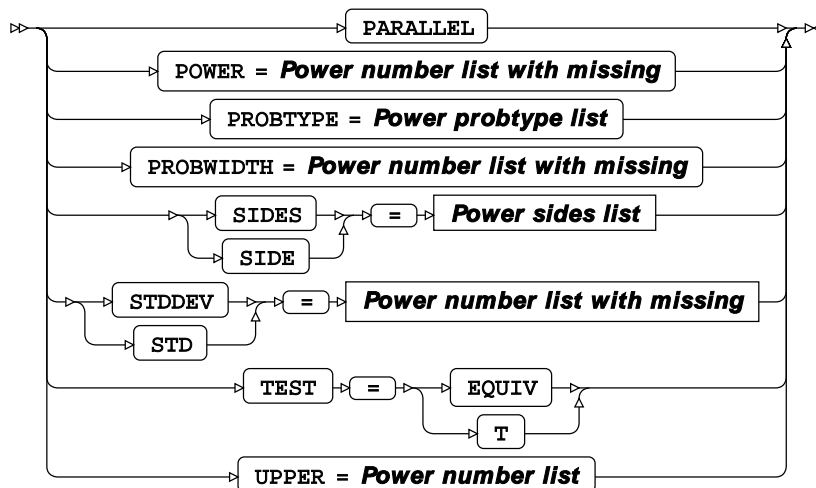 PARALLEL
POWER = Power number list with missing
PROBTYPE = Power probtype list
PROBWIDTH = Power number list with missing
SIDES = Power sides list
SIDE
STDDEV = Power number list with missing
STD
TEST = EQUIV
T
UPPER = Power number list